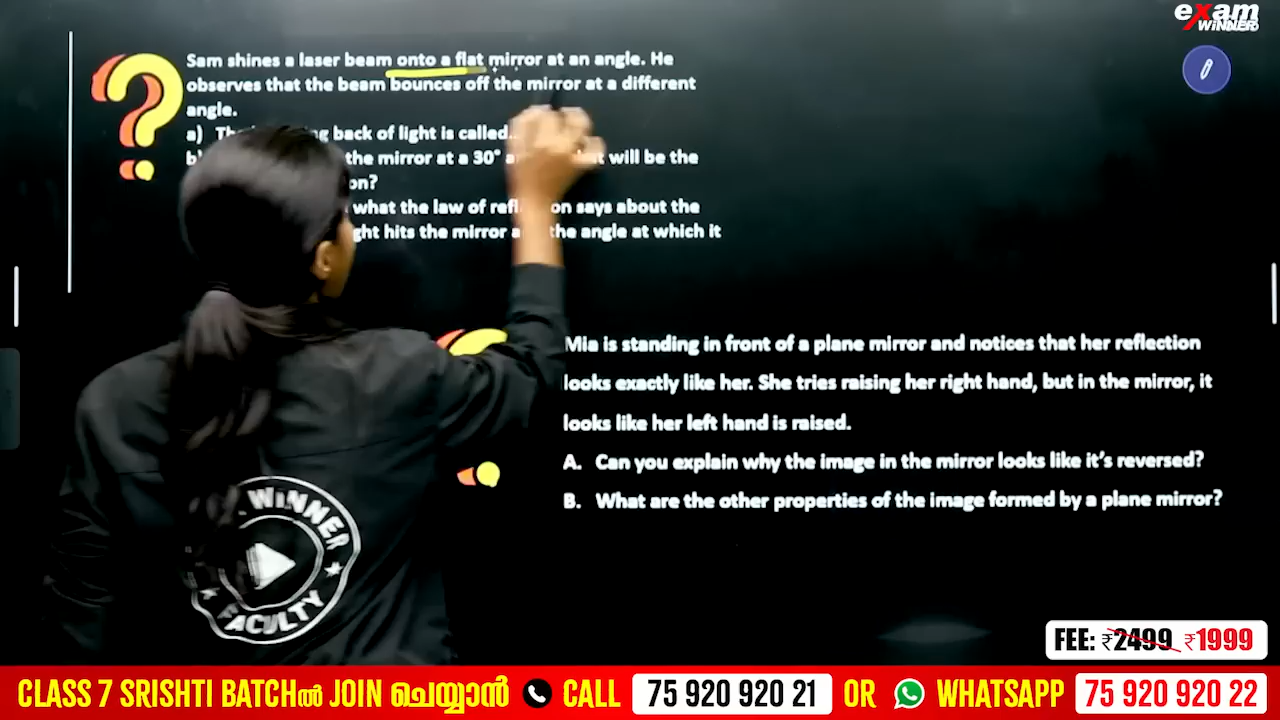 exam
WiNNER
Sam shines a laser beam onto a flat mirror at an angle. He
observes that the beam bounces off the mirror at a different
angle.
a) back of light is called..
b) the mirror at a 30° will be the
what the law of says about the
hits the mirror the angle at which it
Mia is standing in front of a plane mirror and notices that her reflection
looks exactly like her. She tries raising her right hand, but in the mirror, it
looks like her left hand is raised.
A. Can you explain why the image in the mirror looks like it’s reversed?
B. What are the other properties of the image formed by a plane mirror?
WiNNER
FACULTY
FEE: ₹2499 ₹1999
CLASS 7 SRISHTI BATCHൽ JOIN ചെയ്യാൻ CALL 75 920 920 21 OR WHATSAPP 75 920 920 22